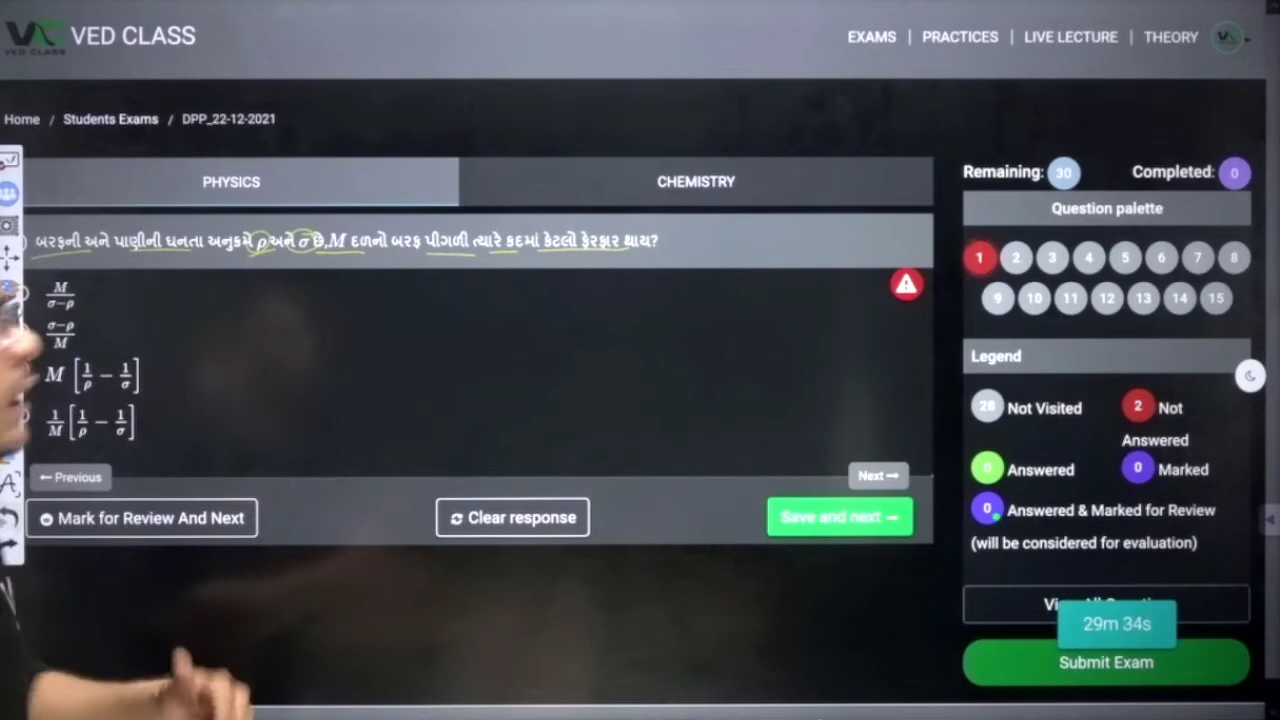 VED CLASS
VED CLASS
EXAMS | PRACTICES | LIVE LECTURE | THEORY
Home / Students Exams / DPP_22-12-2021
PHYSICS
CHEMISTRY
બરફની અને પાણીની ઘનતા અનુક્રમે ρ અને σ છે, M દળનો બરફ પીગળી ત્યારે કદમાં કેટલો ફેરફાર થાય?
M/(σ−ρ)
(σ−ρ)/M
M [1/ρ − 1/σ]
1/M [1/ρ − 1/σ]
← Previous
Next →
Mark for Review And Next
Clear response
Save and next →
Remaining: 30 Completed: 0
Question palette
1 2 3 4 5 6 7 8
9 10 11 12 13 14 15
Legend
28 Not Visited
2 Not Answered
0 Answered
0 Marked
0 Answered & Marked for Review
(will be considered for evaluation)
29m 34s
Submit Exam